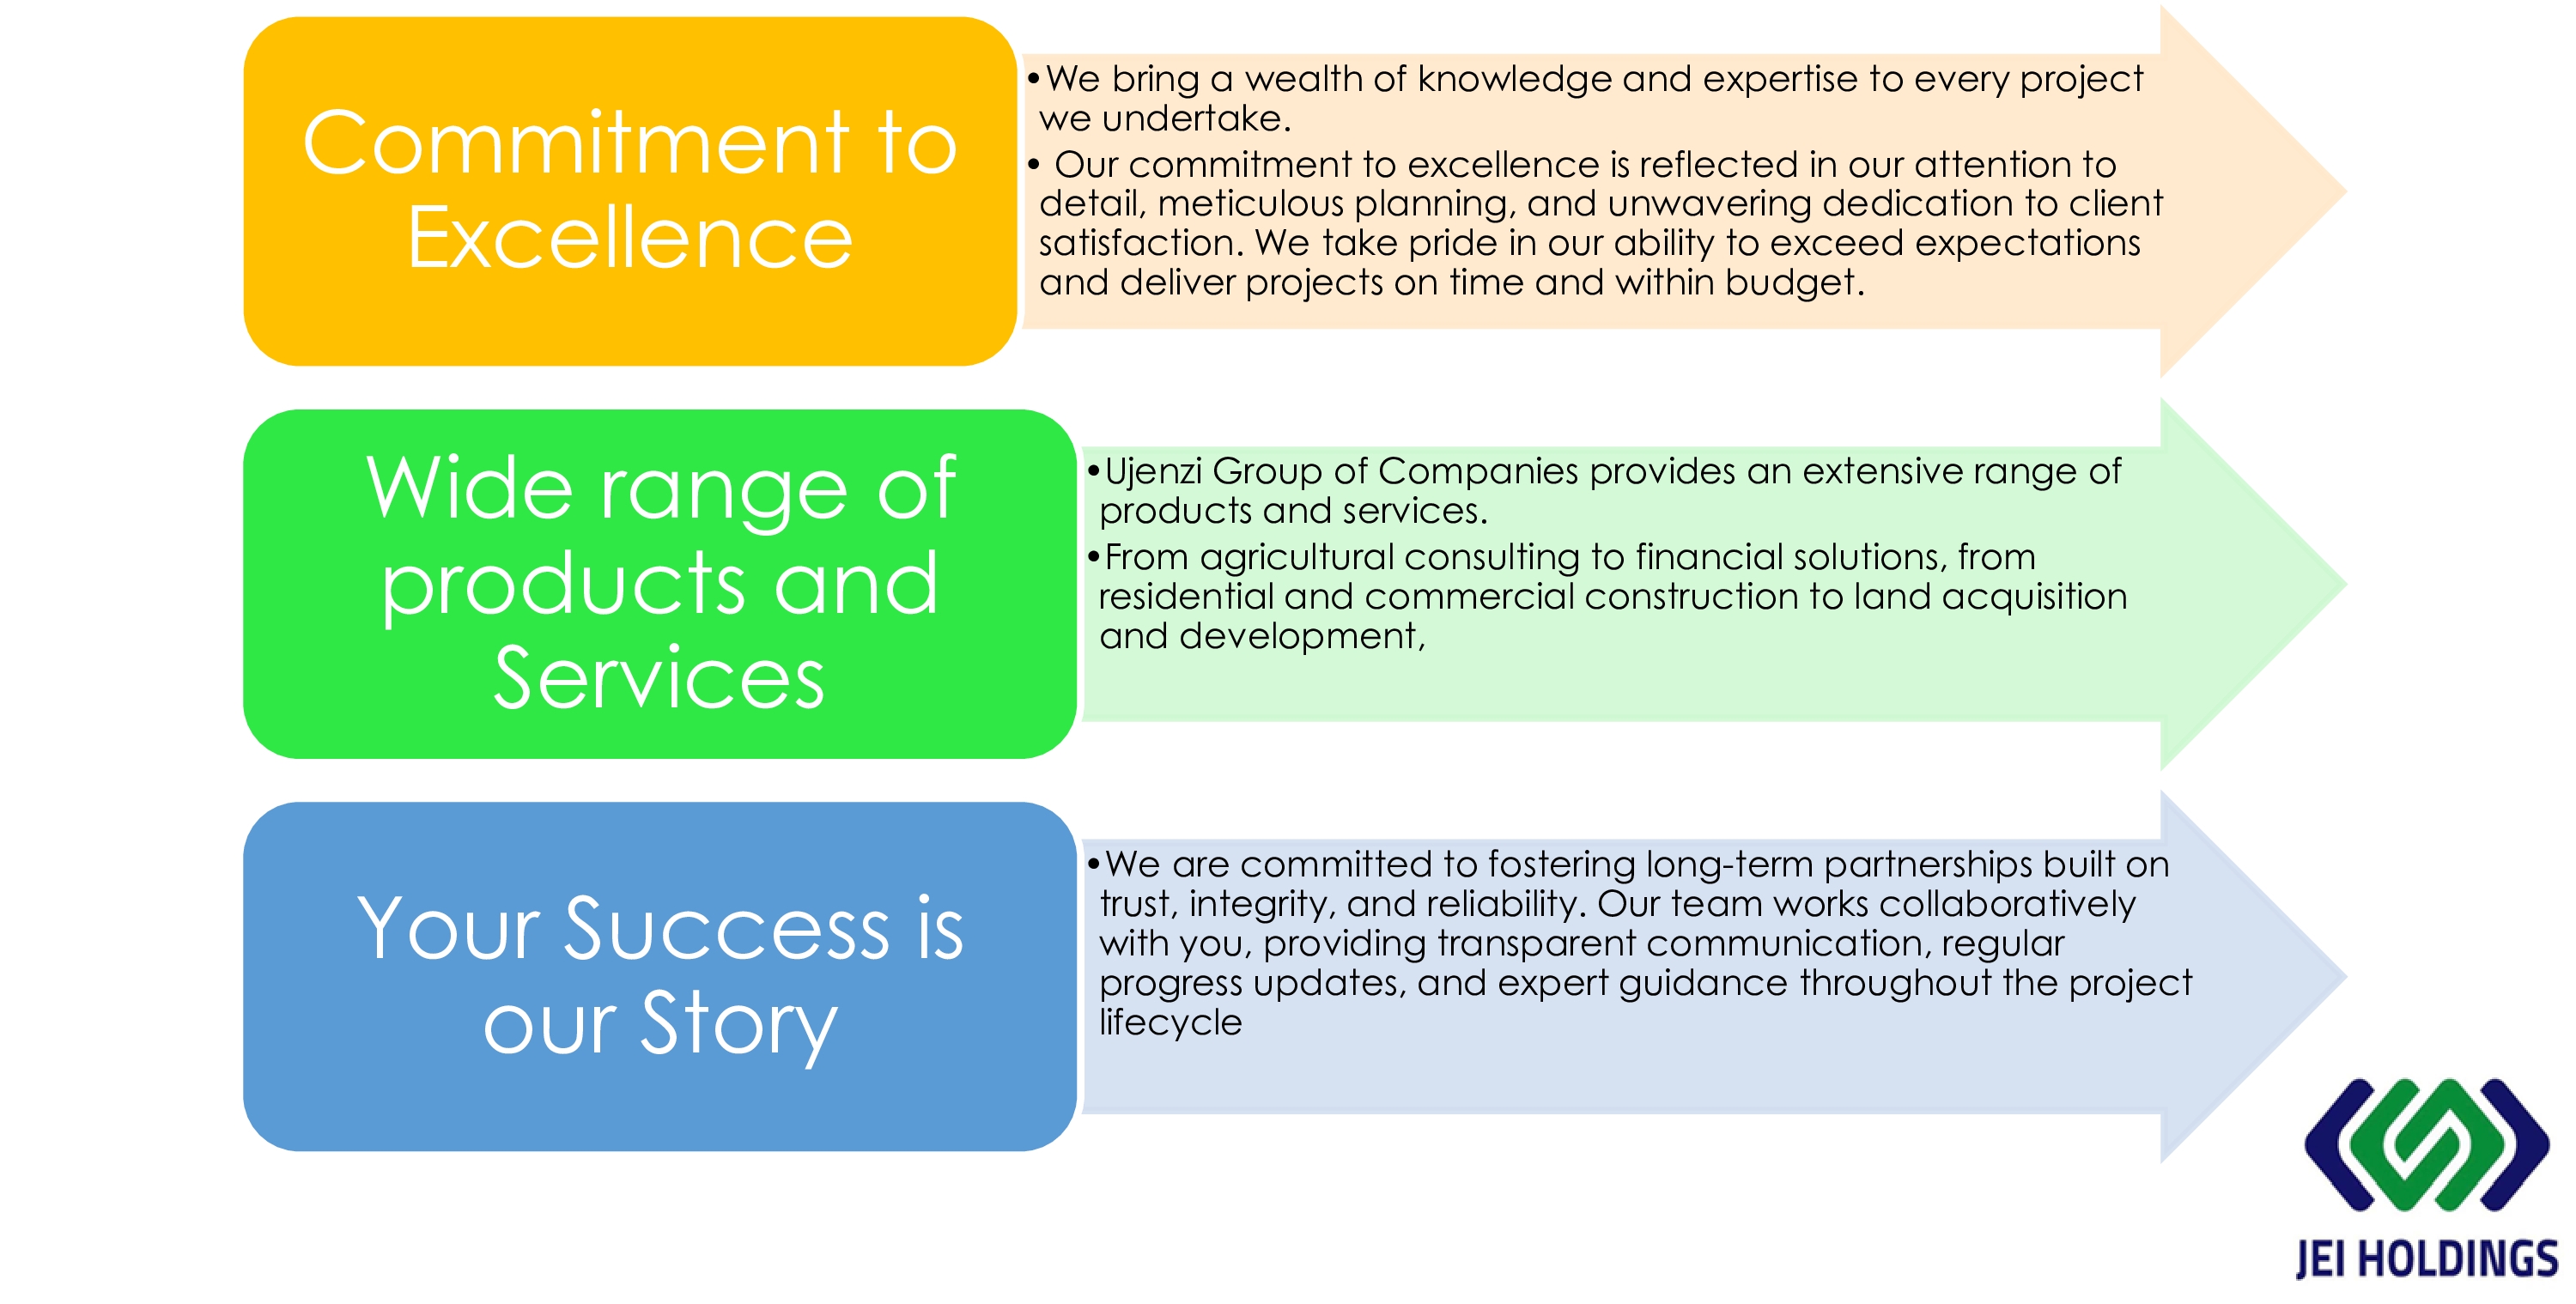 Commitment to
Excellence
•We bring a wealth of knowledge and expertise to every project
we undertake.
• Our commitment to excellence is reflected in our attention to
detail, meticulous planning, and unwavering dedication to client
satisfaction. We take pride in our ability to exceed expectations
and deliver projects on time and within budget.
Wide range of
products and
Services
•Ujenzi Group of Companies provides an extensive range of
products and services.
•From agricultural consulting to financial solutions, from
residential and commercial construction to land acquisition
and development,
Your Success is
our Story
•We are committed to fostering long-term partnerships built on
trust, integrity, and reliability. Our team works collaboratively
with you, providing transparent communication, regular
progress updates, and expert guidance throughout the project
lifecycle
JEI HOLDINGS